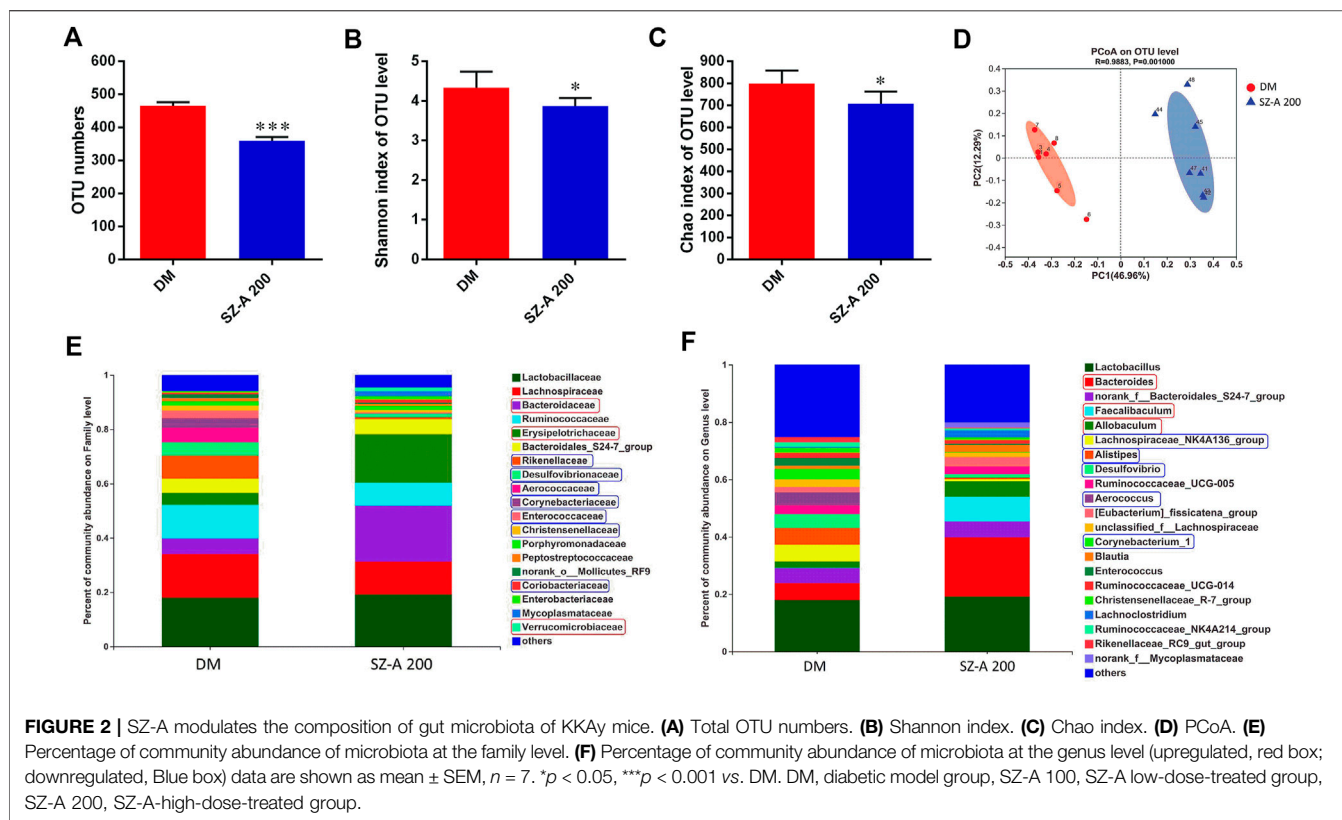 A
OTU numbers
600
500
400
300
200
100
0
***
DM
SZ-A 200
B
Shannon index of OTU level
5
4
3
2
1
0
*
DM
SZ-A 200
C
Chao index of OTU level
900
800
700
600
500
400
300
200
100
0
*
DM
SZ-A 200
D
PCoA on OTU level
R=0.9883, P=0.001000
PC2(12.29%)
0.4
0.3
0.2
0.1
0
-0.1
-0.2
-0.3
-0.4
48
44
45
47
41
7
8
3
4
5
6
-0.5
-0.4
-0.3
-0.2
-0.1
0
0.1
0.2
0.3
0.4
0.5
PC1(46.96%)
DM
SZ-A 200
E
Percent of community abundance on Family level
1
0.8
0.6
0.4
0.2
0
DM
SZ-A 200
Lactobacillaceae
Lachnospiraceae
Bacteroidaceae
Ruminococcaceae
Erysipelotrichaceae
Bacteroidales_S24-7_group
Rikenellaceae
Desulfovibrionaceae
Aerococcaceae
Corynebacteriaceae
Enterococcaceae
Christensenellaceae
Porphyromonadaceae
Peptostreptococcaceae
norank_o__Mollicutes_RF9
Coriobacteriaceae
Enterobacteriaceae
Mycoplasmataceae
Verrucomicrobiaceae
others
F
Percent of community abundance on Genus level
1
0.8
0.6
0.4
0.2
0
DM
SZ-A 200
Lactobacillus
Bacteroides
norank_f__Bacteroidales_S24-7_group
Faecalibaculum
Allobaculum
Lachnospiraceae_NK4A136_group
Alistipes
Desulfovibrio
Ruminococcaceae_UCG-005
Aerococcus
[Eubacterium]_fissicatena_group
unclassified_f__Lachnospiraceae
Corynebacterium_1
Blautia
Enterococcus
Ruminococcaceae_UCG-014
Christensenellaceae_R-7_group
Lachnoclostridium
Ruminococcaceae_NK4A214_group
Rikenellaceae_RC9_gut_group
norank_f__Mycoplasmataceae
others
FIGURE 2 | SZ-A modulates the composition of gut microbiota of KKAy mice. (A) Total OTU numbers. (B) Shannon index. (C) Chao index. (D) PCoA. (E)
Percentage of community abundance of microbiota at the family level. (F) Percentage of community abundance of microbiota at the genus level (upregulated, red box;
downregulated, Blue box) data are shown as mean ± SEM, n = 7. *p < 0.05, ***p < 0.001 vs. DM. DM, diabetic model group, SZ-A 100, SZ-A low-dose-treated group,
SZ-A 200, SZ-A-high-dose-treated group.